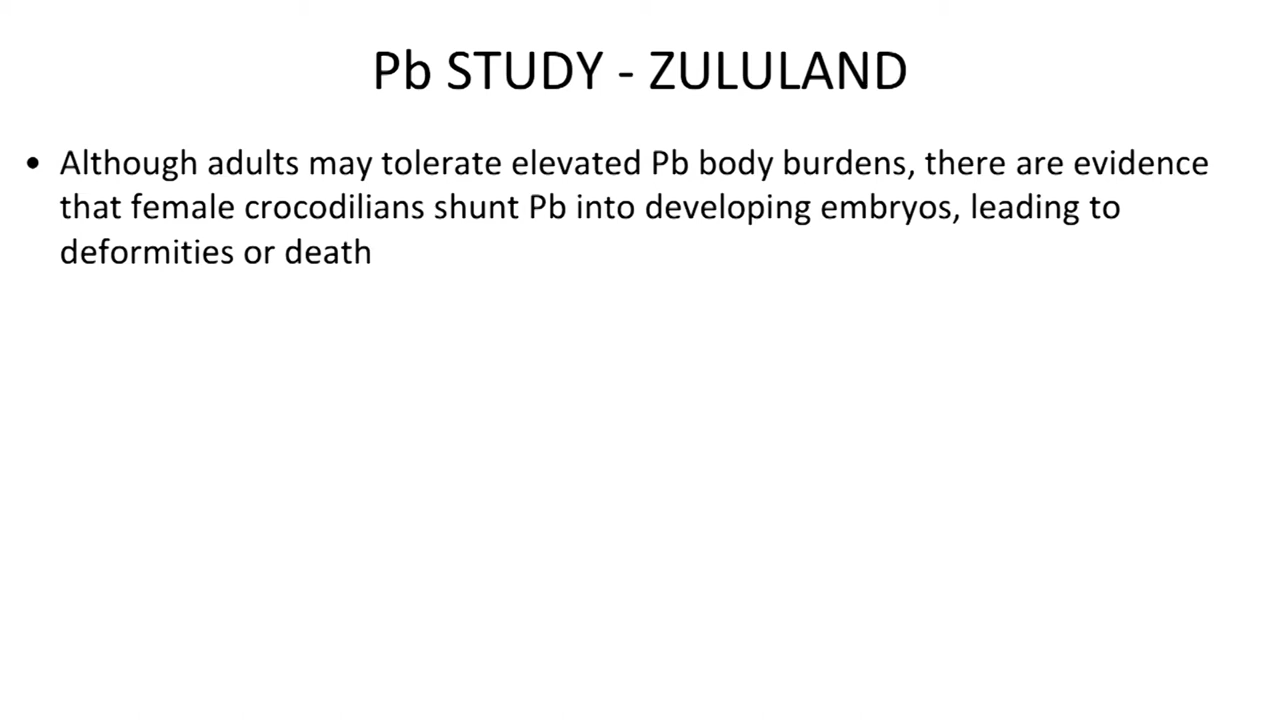 Pb STUDY - ZULULAND
• Although adults may tolerate elevated Pb body burdens, there are evidence
that female crocodilians shunt Pb into developing embryos, leading to
deformities or death